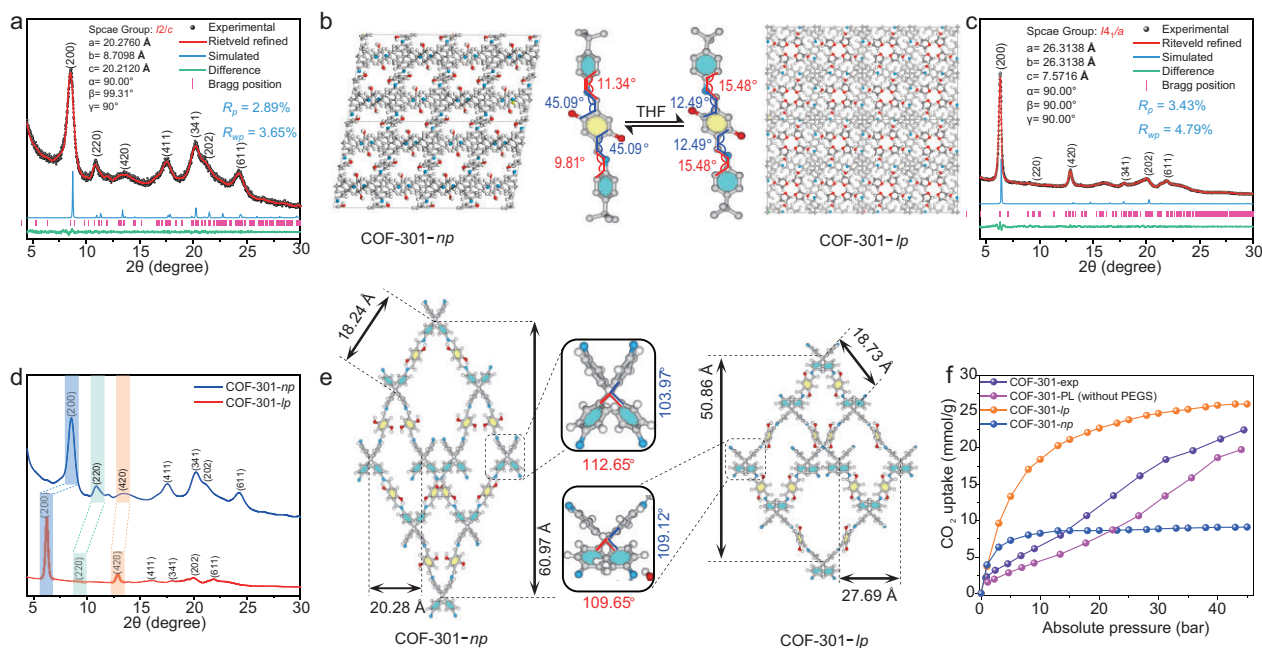 a
Spcae Group: I2/c
a= 20.2760 Å
b= 8.7098 Å
c= 20.2120 Å
α= 90.00°
β= 99.31°
γ= 90°
Experimental
Rietveld refined
Simulated
Difference
Bragg position
Rp = 2.89%
Rwp = 3.65%
(200)
(220)
(420)
(411)
(341)
(202)
(611)
5 10 15 20 25 30
2θ (degree)
b
11.34°
45.09°
45.09°
9.81°
THF
15.48°
12.49°
12.49°
15.48°
COF-301-np
COF-301-lp
c
Spcae Group: I4₁/a
a= 26.3138 Å
b= 26.3138 Å
c= 7.5716 Å
α= 90.00°
β= 90.00°
γ= 90.00°
Experimental
Riteveld refined
Simulated
Difference
Bragg position
Rp = 3.43%
Rwp = 4.79%
(200)
(220)
(420)
(341)
(202)
(611)
5 10 15 20 25 30
2θ (degree)
d
COF-301-np
COF-301-lp
(200)
(220)
(420)
(411)
(341)
(202)
(611)
(200)
(220)
(420)
(411)
(341)
(202)
(611)
5 10 15 20 25 30
2θ (degree)
e
18.24 Å
60.97 Å
20.28 Å
COF-301-np
103.97°
112.65°
109.12°
109.65°
50.86 Å
18.73 Å
27.69 Å
COF-301-lp
f
COF-301-exp
COF-301-PL (without PEGS)
COF-301-lp
COF-301-np
CO₂ uptake (mmol/g)
30
25
20
15
10
5
0
0 10 20 30 40
Absolute pressure (bar)